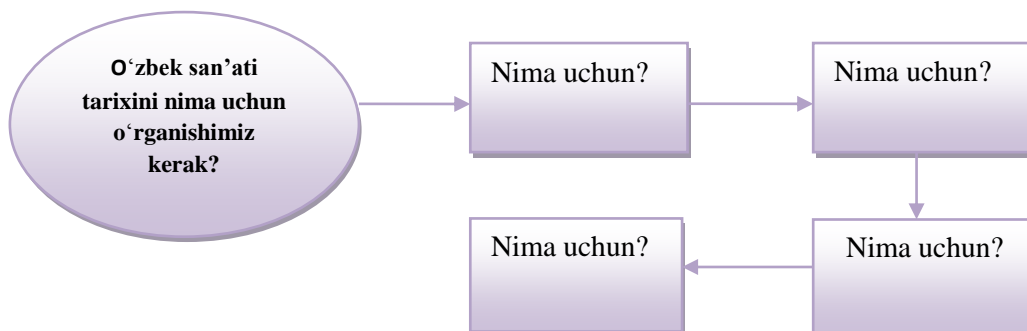 O‘zbek san’ati
tarixini nima uchun
o‘rganishimiz
kerak?
Nima uchun?
Nima uchun?
Nima uchun?
Nima uchun?